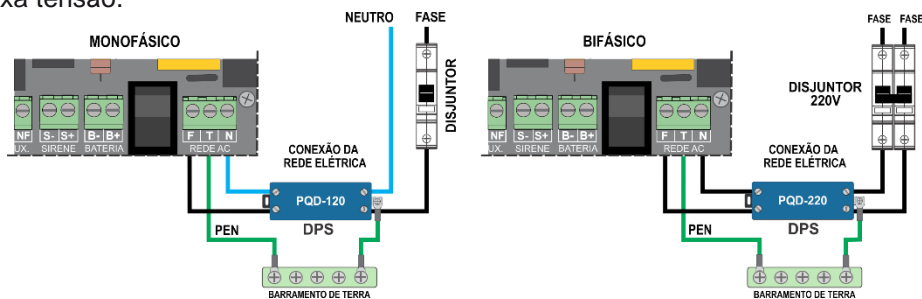 xa tensão.
MONOFÁSICO
NEUTRO FASE
DISJUNTOR
NF S- S+ B- B+ F T N
UX. SIRENE BATERIA REDE AC
CONEXÃO DA
REDE ELÉTRICA
PQD-120
DPS
PEN
BARRAMENTO DE TERRA
BIFÁSICO
FASE FASE
DISJUNTOR
220V
NF S- S+ B- B+ F T N
UX. SIRENE BATERIA REDE AC
CONEXÃO DA
REDE ELÉTRICA
PQD-220
DPS
PEN
BARRAMENTO DE TERRA